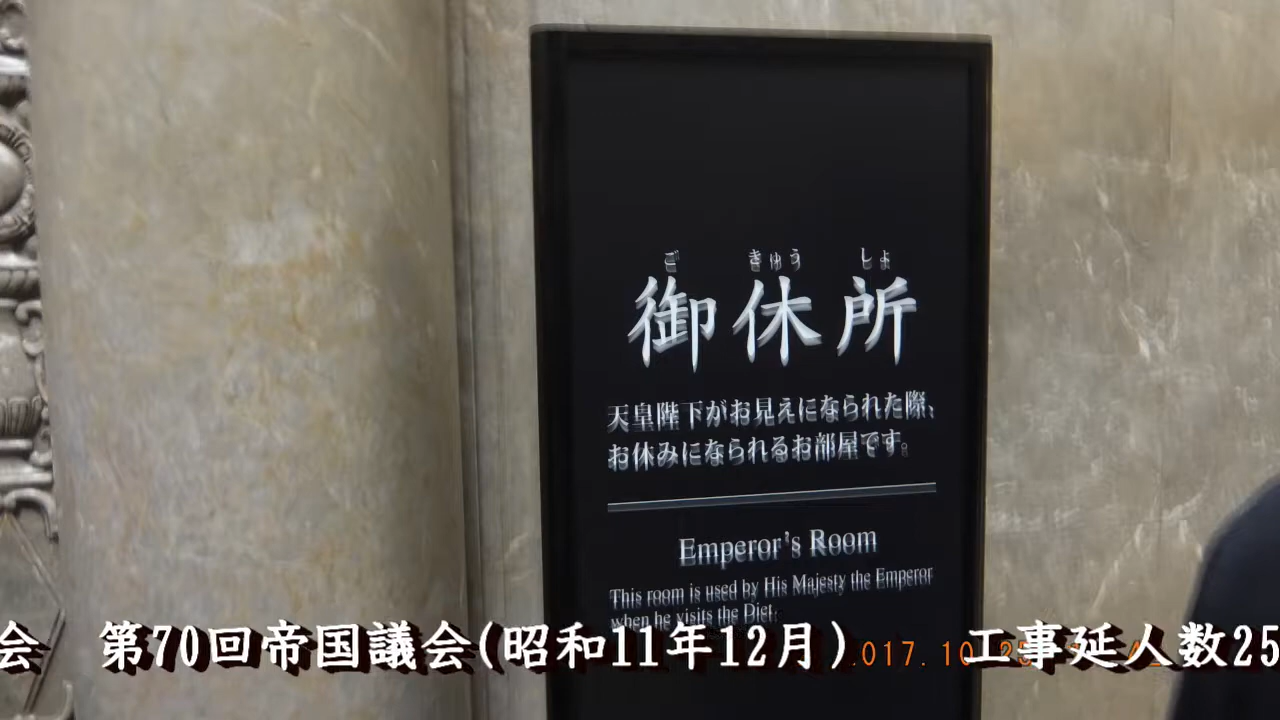 ご きゅう しょ
御休所
天皇陛下がお見えになられた際、
お休みになられるお部屋です。
Emperor's Room
This room is used by His Majesty the Emperor
when he visits the Diet.
会 第70回帝国議会(昭和11年12月) 工事延人数25
017.10